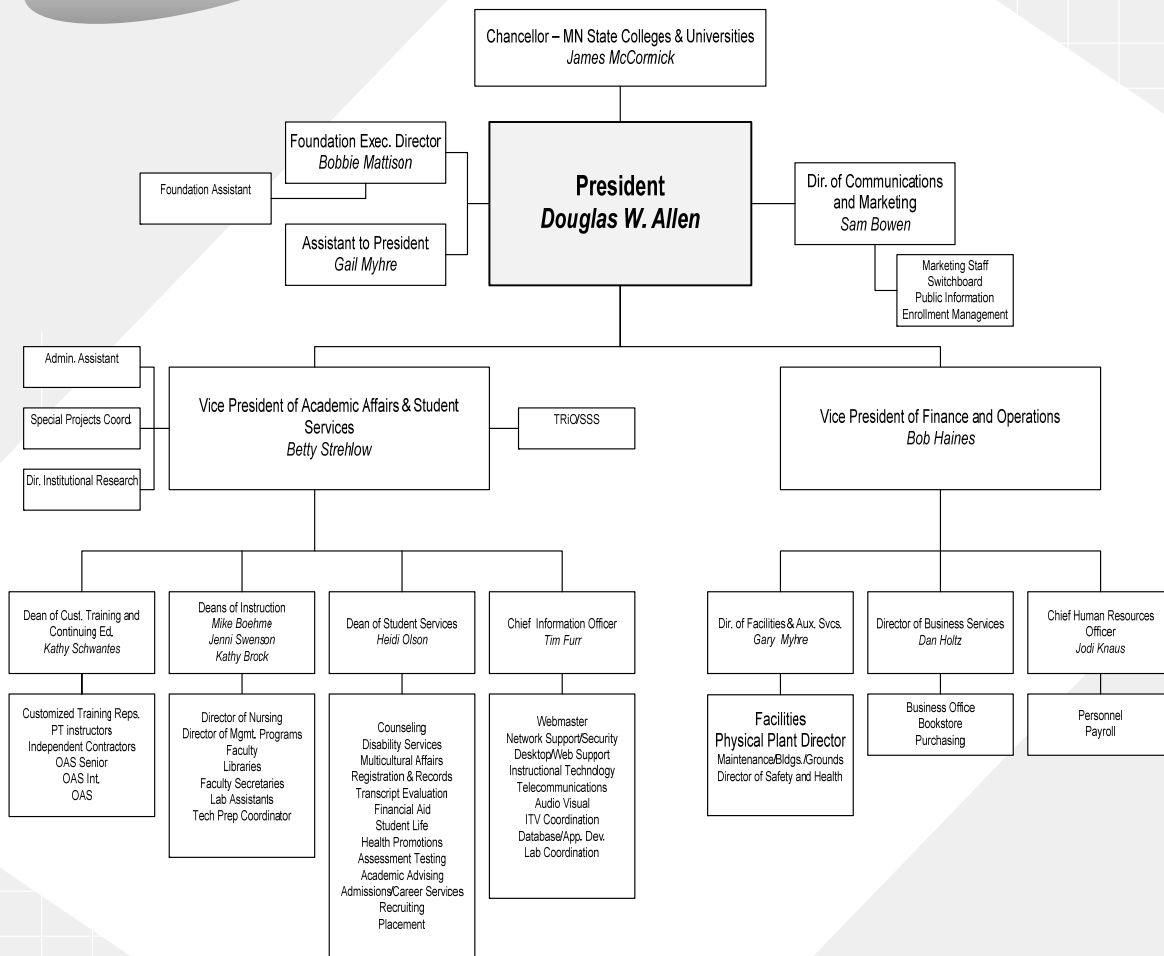 Chancellor – MN State Colleges & Universities
James McCormick
Foundation Exec. Director
Bobbie Mattison
Foundation Assistant
Assistant to President
Gail Myhre
President
Douglas W. Allen
Dir. of Communications
and Marketing
Sam Bowen
Marketing Staff
Switchboard
Public Information
Enrollment Management
Admin. Assistant
Special Projects Coord.
Dir. Institutional Research
Vice President of Academic Affairs & Student
Services
Betty Strehlow
TRiO/SSS
Vice President of Finance and Operations
Bob Haines
Dean of Cust. Training and
Continuing Ed.
Kathy Schwantes
Deans of Instruction
Mike Boehme
Jenni Swenson
Kathy Brock
Dean of Student Services
Heidi Olson
Chief Information Officer
Tim Furr
Dir. of Facilities & Aux. Svcs.
Gary Myhre
Director of Business Services
Dan Holtz
Chief Human Resources
Officer
Jodi Knaus
Customized Training Reps.
PT instructors
Independent Contractors
OAS Senior
OAS Int.
OAS
Director of Nursing
Director of Mgmt. Programs
Faculty
Libraries
Faculty Secretaries
Lab Assistants
Tech Prep Coordinator
Counseling
Disability Services
Multicultural Affairs
Registration & Records
Transcript Evaluation
Financial Aid
Student Life
Health Promotions
Assessment Testing
Academic Advising
Admissions/Career Services
Recruiting
Placement
Webmaster
Network Support/Security
Desktop/Web Support
Instructional Technology
Telecommunications
Audio Visual
ITV Coordination
Database/App. Dev.
Lab Coordination
Facilities
Physical Plant Director
Maintenance/Bldgs./Grounds
Director of Safety and Health
Business Office
Bookstore
Purchasing
Personnel
Payroll